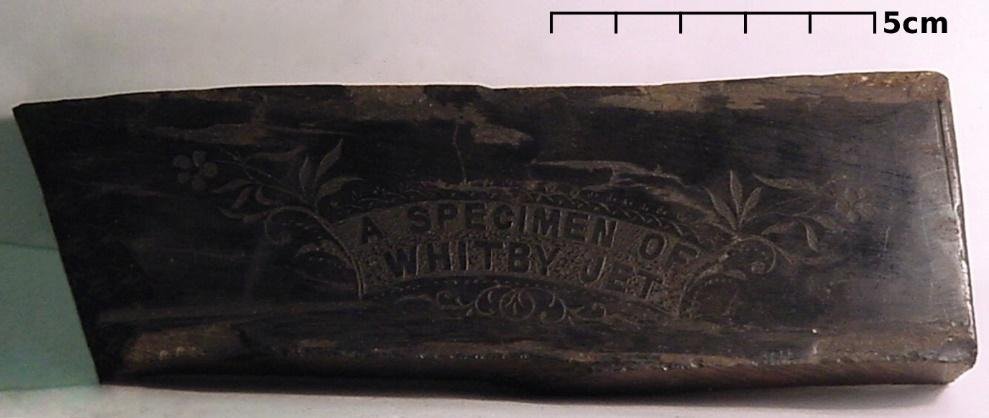 5cm
A SPECIMEN OF
WHITBY JET